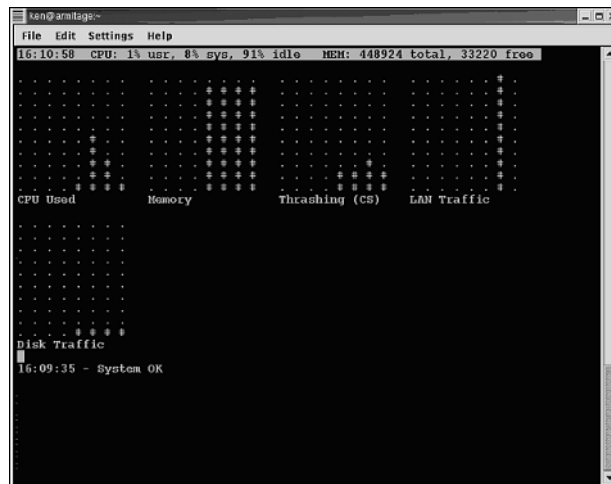 ken@armitage:~
File Edit Settings Help
16:10:58 CPU: 1% usr, 8% sys, 91% idle MEM: 448924 total, 33220 free
CPU Used Memory Thrashing (CS) LAN Traffic
Disk Traffic
16:09:35 - System OK